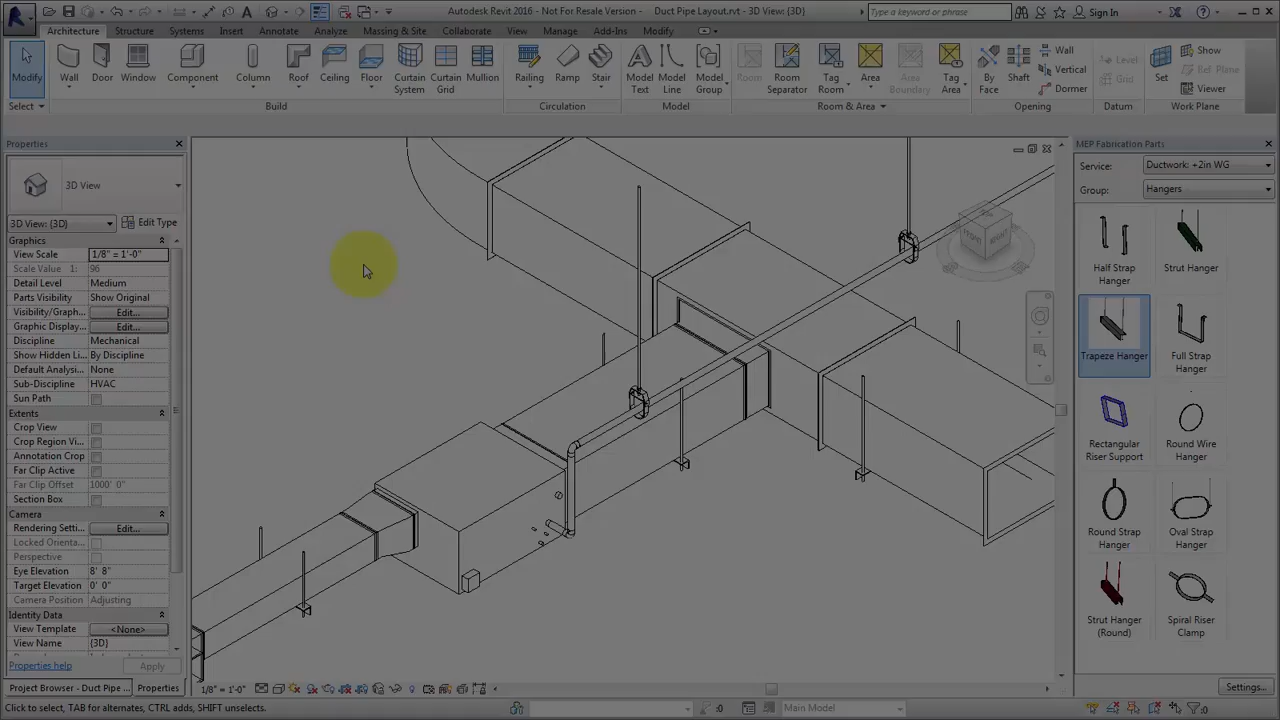 Autodesk Revit 2016 - Not For Resale Version - Duct Pipe Layout.rvt - 3D View: {3D}
Type a keyword or phrase
Sign In
Architecture Structure Systems Insert Annotate Analyze Massing & Site Collaborate View Manage Add-Ins Modify
Modify
Wall
Door
Window
Component
Column
Roof
Ceiling
Floor
Curtain System
Curtain Grid
Mullion
Railing
Ramp
Stair
Model Text
Model Line
Model Group
Room
Room Separator
Tag Room
Area
Area Boundary
Tag Area
By Face
Shaft
Wall
Vertical
Dormer
Level
Grid
Set
Show
Ref Plane
Viewer
Select
Build
Circulation
Model
Room & Area
Opening
Datum
Work Plane
Properties
3D View
3D View: {3D}
Edit Type
Graphics
View Scale 1/8" = 1'-0"
Scale Value 1: 96
Detail Level Medium
Parts Visibility Show Original
Visibility/Graph... Edit...
Graphic Display... Edit...
Discipline Mechanical
Show Hidden Li... By Discipline
Default Analysi... None
Sub-Discipline HVAC
Sun Path
Extents
Crop View
Crop Region Vi...
Annotation Crop
Far Clip Active
Far Clip Offset 1000' 0"
Section Box
Camera
Rendering Setti... Edit...
Locked Orienta...
Perspective
Eye Elevation 8' 8"
Target Elevation 0' 0"
Camera Position Adjusting
Identity Data
View Template <None>
View Name {3D}
Properties help
Apply
Project Browser - Duct Pipe ...
Properties
FRONT
RIGHT
MEP Fabrication Parts
Service: Ductwork: +2in WG
Group: Hangers
Half Strap Hanger
Strut Hanger
Trapeze Hanger
Full Strap Hanger
Rectangular Riser Support
Round Wire Hanger
Round Strap Hanger
Oval Strap Hanger
Strut Hanger (Round)
Spiral Riser Clamp
Settings...
1/8" = 1'-0"
Click to select, TAB for alternates, CTRL adds, SHIFT unselects.
:0
Main Model
:0